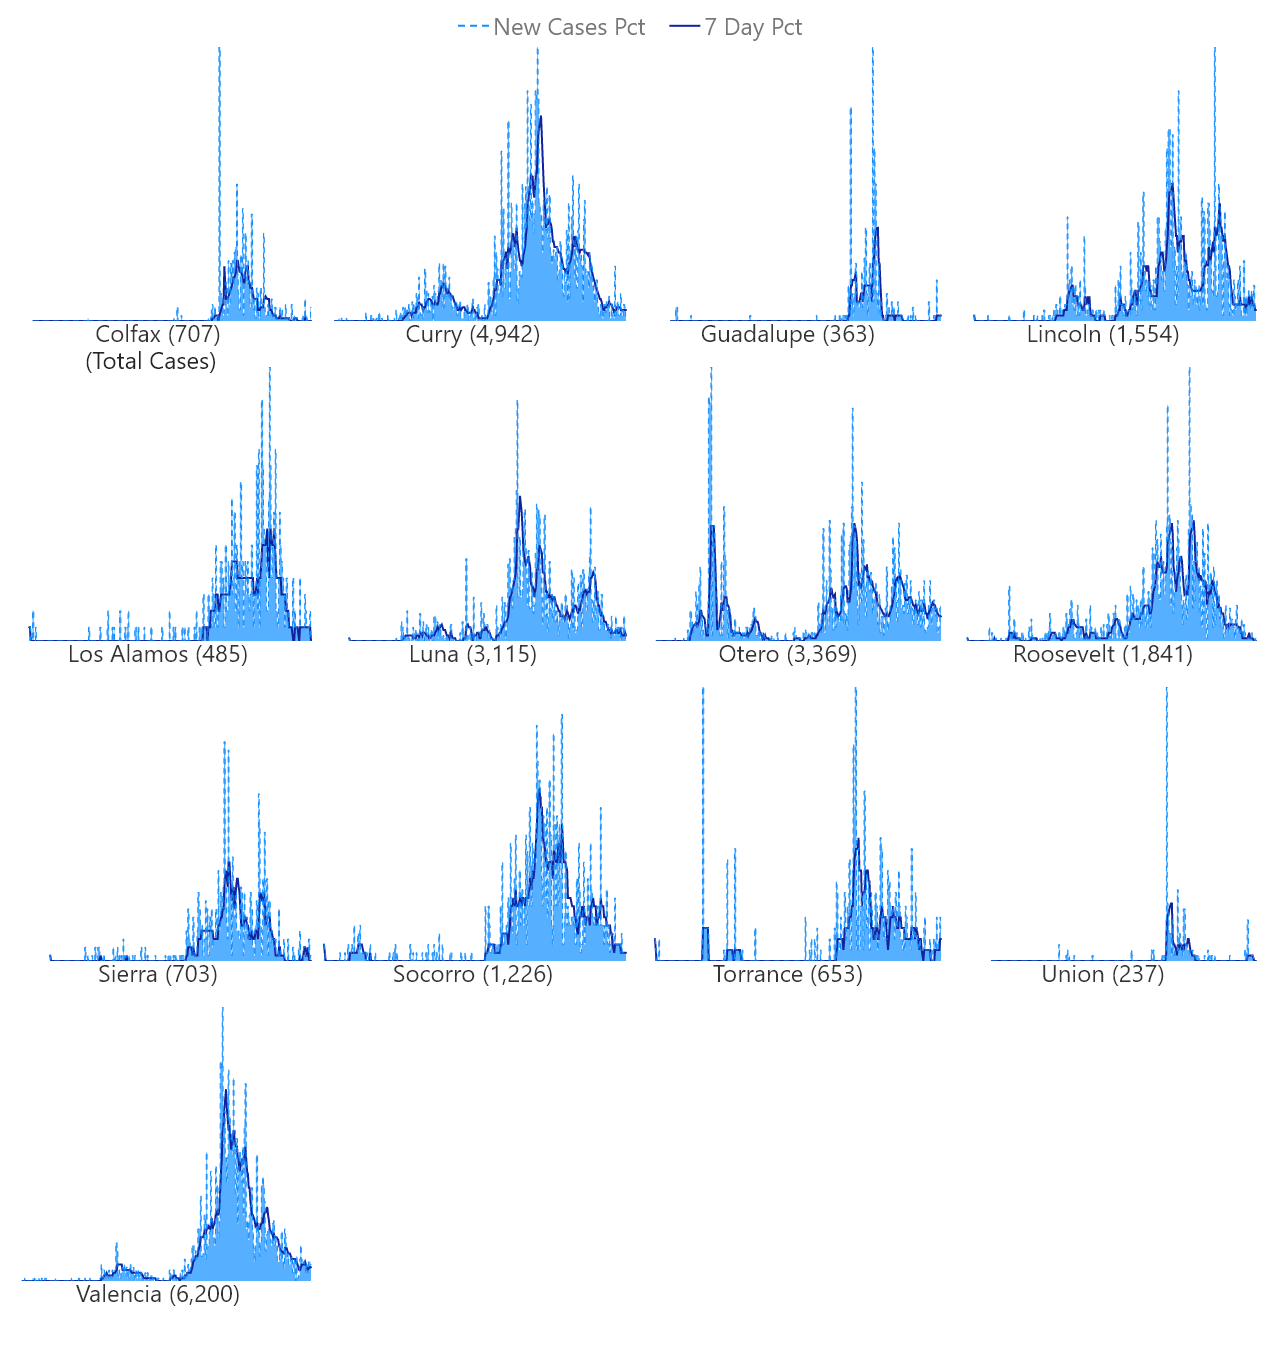 New Cases Pct 7 Day Pct
Colfax (707) Curry (4,942) Guadalupe (363) Lincoln (1,554)
(Total Cases)
Los Alamos (485) Luna (3,115) Otero (3,369) Roosevelt (1,841)
Sierra (703) Socorro (1,226) Torrance (653) Union (237)
Valencia (6,200)